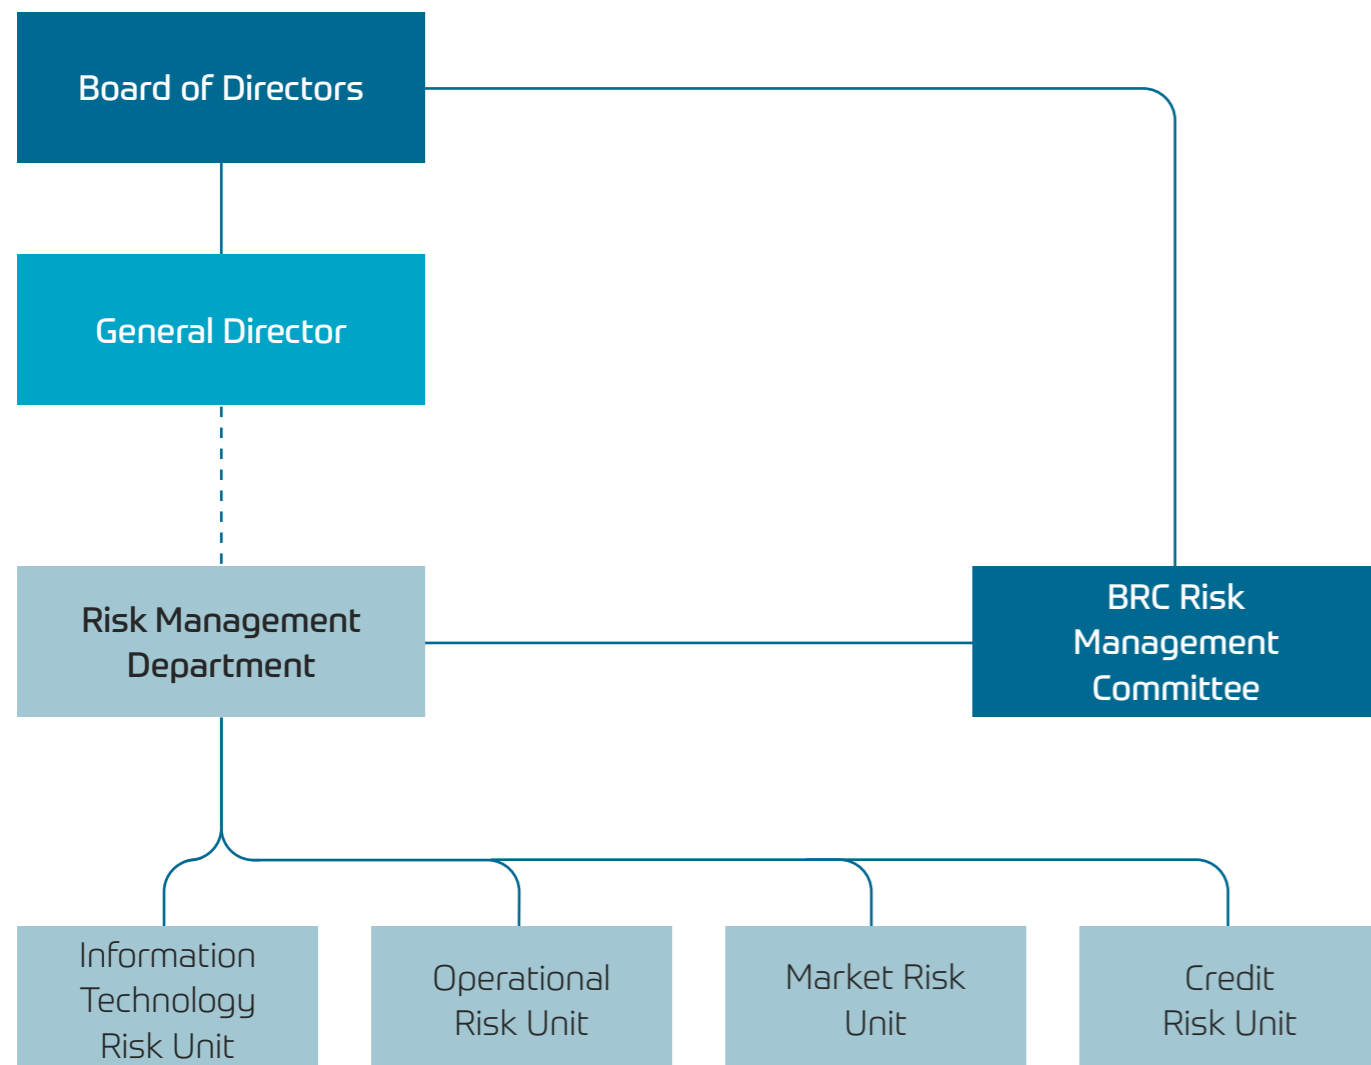 Board of Directors
General Director
Risk Management
Department
BRC Risk
Management
Committee
Information
Technology
Risk Unit
Operational
Risk Unit
Market Risk
Unit
Credit
Risk Unit